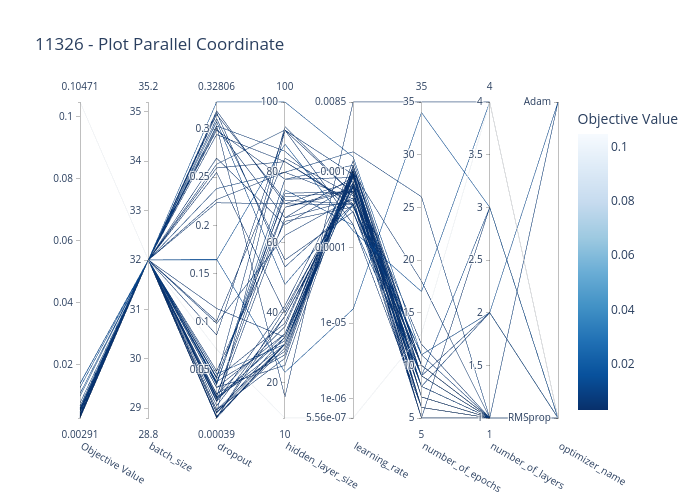 11326 - Plot Parallel Coordinate
0.10471 35.2 0.32806 100 0.0085 35 4
Objective Value
0.1 35 0.3 100 35 4 Adam
0.1
0.08 34 0.25 80 0.001 30 3.5
0.08
0.06 33 0.2 60 0.0001 25 3
0.06
32 0.15 20 2.5
0.04 31 0.1 40 1e-05 15 2
0.04
0.02 30 0.05 20 1e-06 10 1.5
0.02
29 5.56e-07 5 1 RMSprop
0.00291 28.8 0.00039 10 5 1
Objective Value batch_size dropout hidden_layer_size learning_rate number_of_epochs number_of_layers optimizer_name